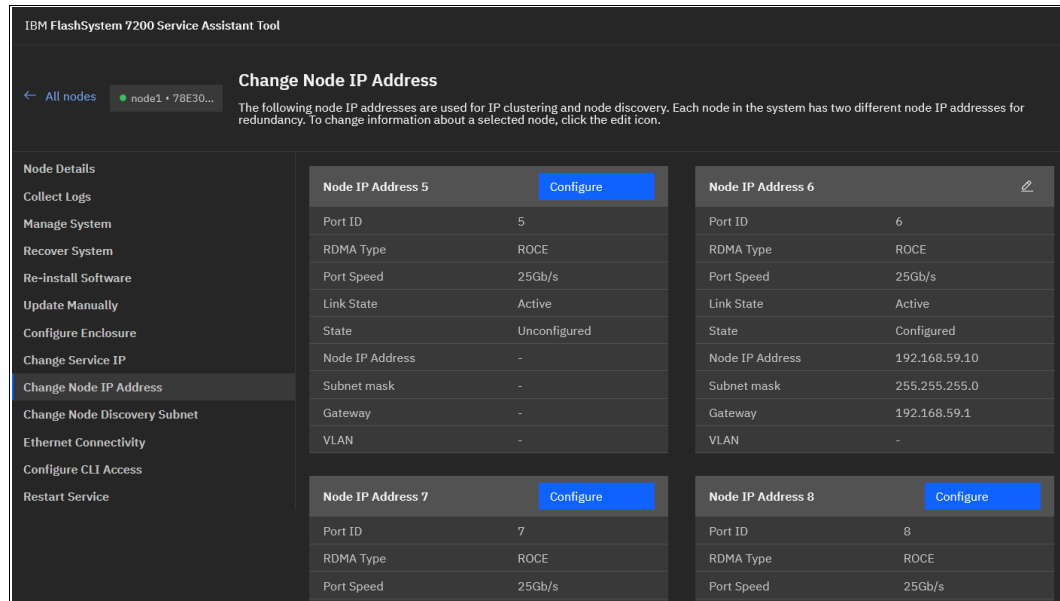 IBM FlashSystem 7200 Service Assistant Tool
← All nodes
node1 • 78E30...
Change Node IP Address
The following node IP addresses are used for IP clustering and node discovery. Each node in the system has two different node IP addresses for
redundancy. To change information about a selected node, click the edit icon.
Node Details
Collect Logs
Manage System
Recover System
Re-install Software
Update Manually
Configure Enclosure
Change Service IP
Change Node IP Address
Change Node Discovery Subnet
Ethernet Connectivity
Configure CLI Access
Restart Service
Node IP Address 5 Configure
Port ID 5
RDMA Type ROCE
Port Speed 25Gb/s
Link State Active
State Unconfigured
Node IP Address -
Subnet mask -
Gateway -
VLAN -
Node IP Address 6
Port ID 6
RDMA Type ROCE
Port Speed 25Gb/s
Link State Active
State Configured
Node IP Address 192.168.59.10
Subnet mask 255.255.255.0
Gateway 192.168.59.1
VLAN -
Node IP Address 7 Configure
Port ID 7
RDMA Type ROCE
Port Speed 25Gb/s
Node IP Address 8 Configure
Port ID 8
RDMA Type ROCE
Port Speed 25Gb/s